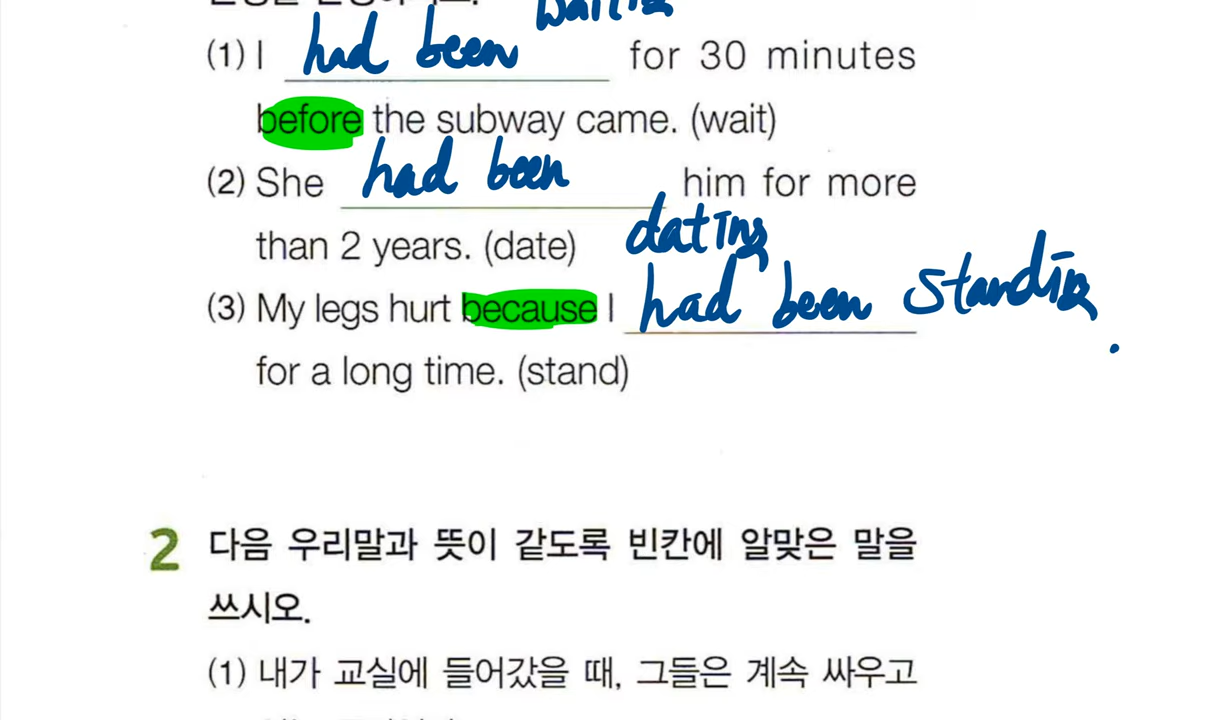 (1) I had been waiting for 30 minutes
before the subway came. (wait)
(2) She had been him for more
than 2 years. (date) dating
(3) My legs hurt because I had been standing
for a long time. (stand)
2 다음 우리말과 뜻이 같도록 빈칸에 알맞은 말을
쓰시오.
(1) 내가 교실에 들어갔을 때, 그들은 계속 싸우고